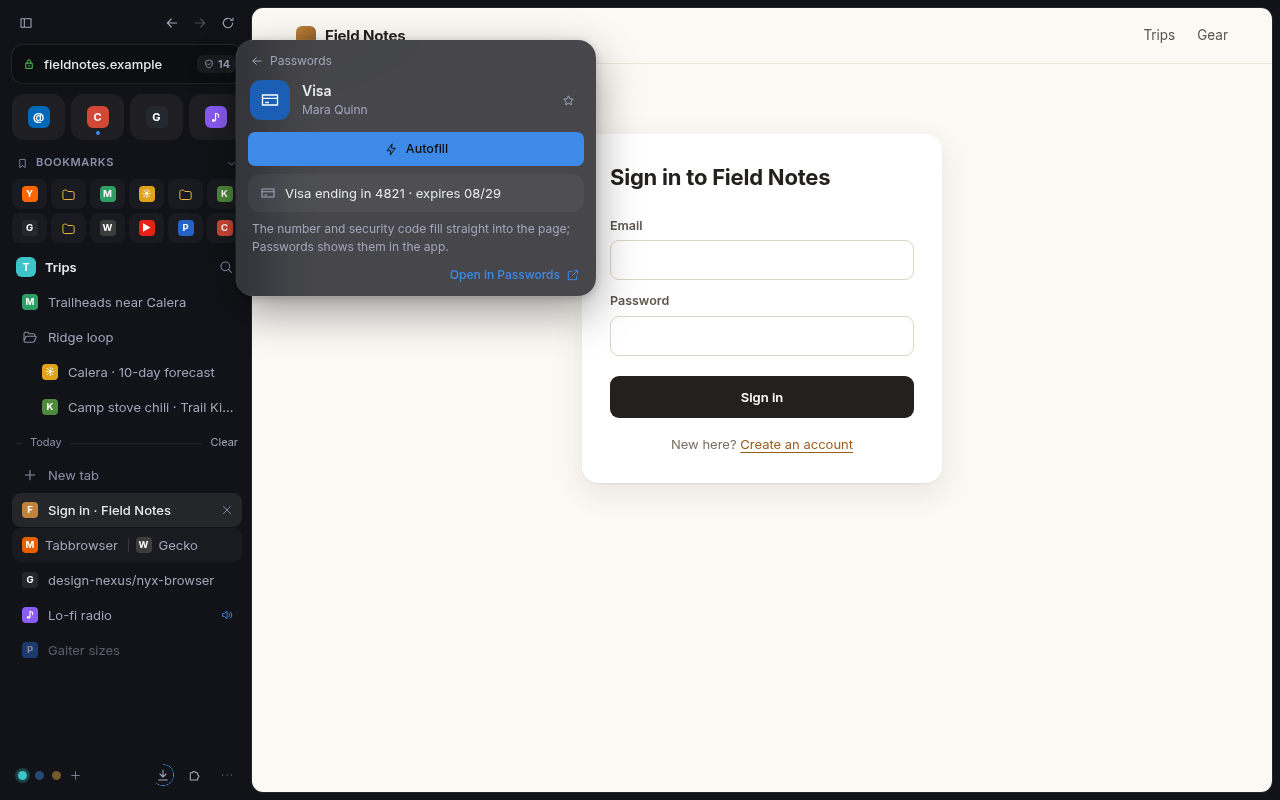 fieldnotes.example
14
@
C
G
BOOKMARKS
Y
M
K
G
W
P
C
T
Trips
M
Trailheads near Calera
Ridge loop
Calera · 10-day forecast
K
Camp stove chili · Trail Ki...
Today
Clear
New tab
F
Sign in · Field Notes
M
Tabbrowser
W
Gecko
G
design-nexus/nyx-browser
Lo-fi radio
P
Gaiter sizes
Field Notes
Trips
Gear
Passwords
Visa
Mara Quinn
Autofill
Visa ending in 4821 · expires 08/29
The number and security code fill straight into the page;
Passwords shows them in the app.
Open in Passwords
Sign in to Field Notes
Email
Password
Sign in
New here? Create an account